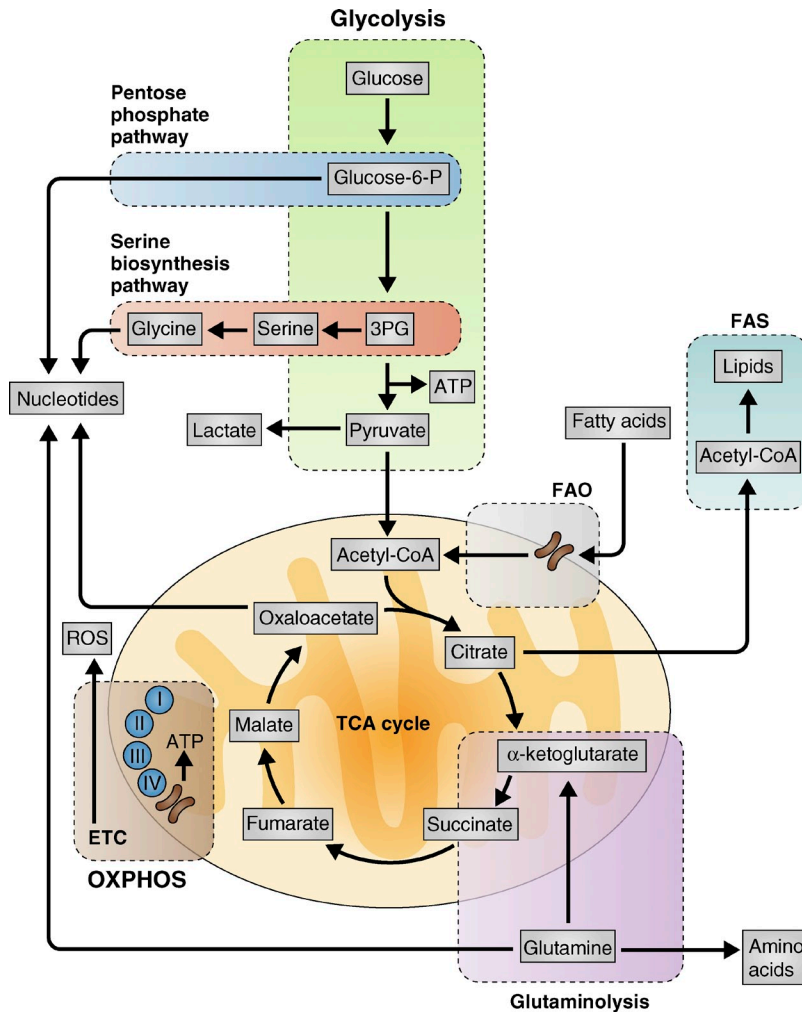 Glycolysis
Glucose
Pentose
phosphate
pathway
Glucose-6-P
Serine
biosynthesis
pathway
Glycine
Serine
3PG
FAS
Lipids
ATP
Nucleotides
Lactate
Pyruvate
Fatty acids
Acetyl-CoA
FAO
Acetyl-CoA
Oxaloacetate
ROS
Citrate
I
II
III
IV
ATP
Malate
TCA cycle
α-ketoglutarate
Fumarate
Succinate
ETC
OXPHOS
Glutamine
Amino
acids
Glutaminolysis